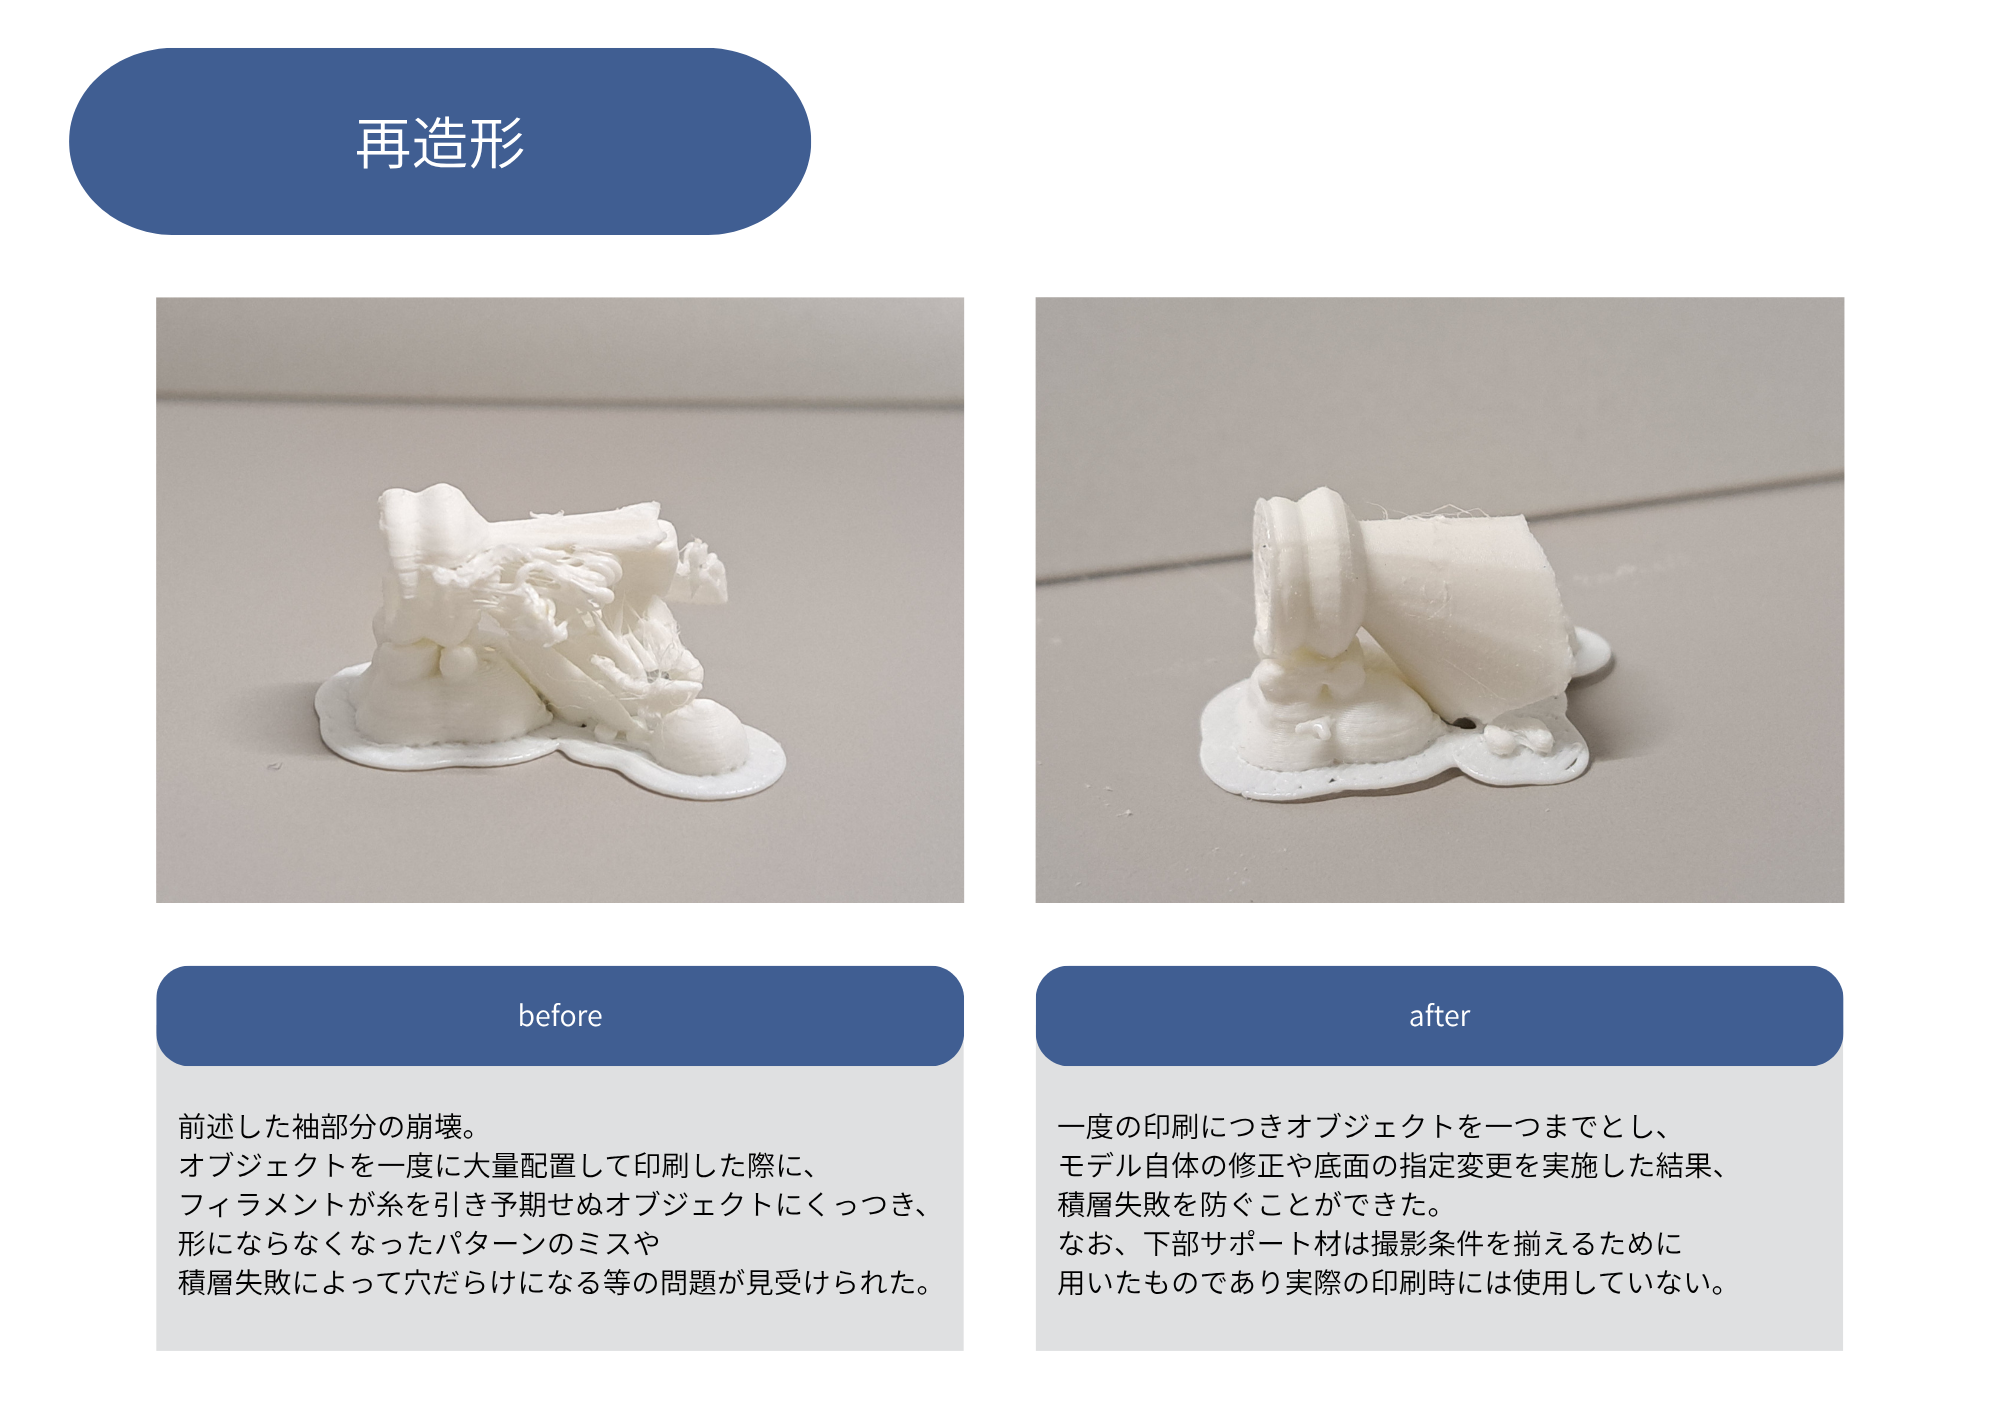 再造形
before
前述した袖部分の崩壊。
オブジェクトを一度に大量配置して印刷した際に、
フィラメントが糸を引き予期せぬオブジェクトにくっつき、
形にならなくなったパターンのミスや
積層失敗によって穴だらけになる等の問題が見受けられた。
after
一度の印刷につきオブジェクトを一つまでとし、
モデル自体の修正や底面の指定変更を実施した結果、
積層失敗を防ぐことができた。
なお、下部サポート材は撮影条件を揃えるために
用いたものであり実際の印刷時には使用していない。